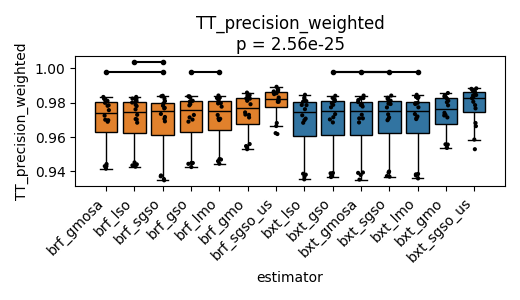 TT_precision_weighted
p = 2.56e-25
TT_precision_weighted
1.00
0.98
0.96
0.94
brf_gmosa
brf_lso
brf_sgso
brf_gso
brf_lmo
brf_gmo
brf_sgso_us
bxt_lso
bxt_gso
bxt_gmosa
bxt_sgso
bxt_lmo
bxt_gmo
bxt_sgso_us
estimator